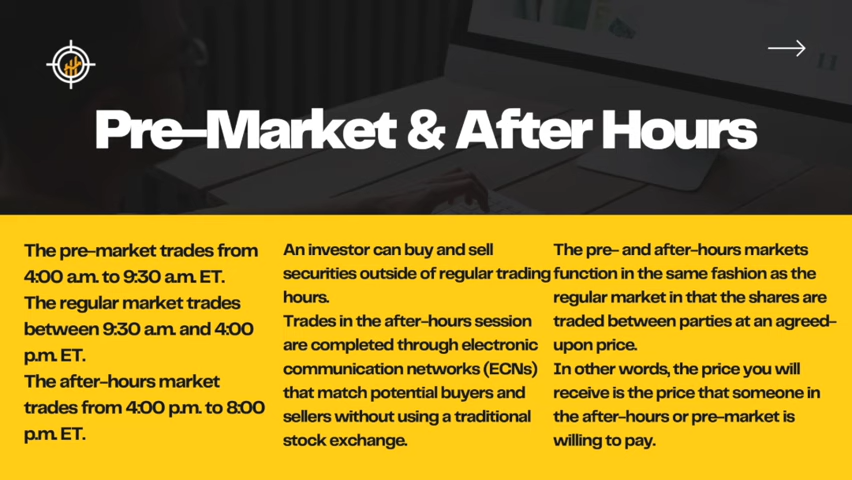 Pre-Market & After Hours
The pre-market trades from
4:00 a.m. to 9:30 a.m. ET.
The regular market trades
between 9:30 a.m. and 4:00
p.m. ET.
The after-hours market
trades from 4:00 p.m. to 8:00
p.m. ET.
An investor can buy and sell
securities outside of regular trading
hours.
Trades in the after-hours session
are completed through electronic
communication networks (ECNs)
that match potential buyers and
sellers without using a traditional
stock exchange.
The pre- and after-hours markets
function in the same fashion as the
regular market in that the shares are
traded between parties at an agreed-
upon price.
In other words, the price you will
receive is the price that someone in
the after-hours or pre-market is
willing to pay.